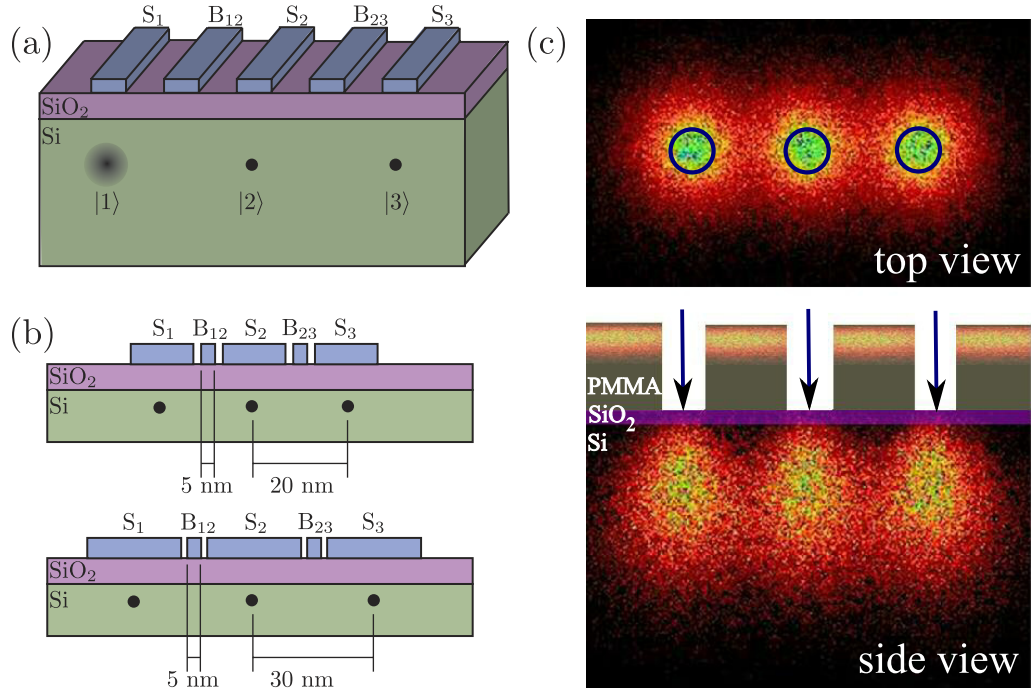 (a)
S₁ B₁₂ S₂ B₂₃ S₃
SiO₂
Si
|1⟩ |2⟩ |3⟩
(b)
S₁ B₁₂ S₂ B₂₃ S₃
SiO₂
Si
5 nm 20 nm
S₁ B₁₂ S₂ B₂₃ S₃
SiO₂
Si
5 nm 30 nm
(c)
top view
PMMA
SiO₂
Si
side view